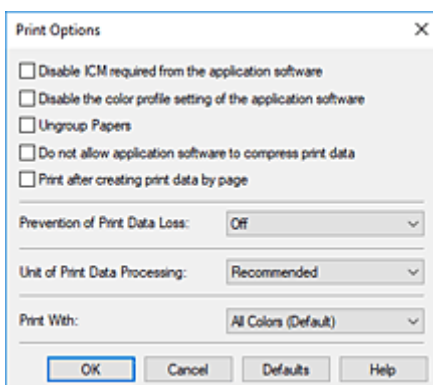 Print Options
Disable ICM required from the application software
Disable the color profile setting of the application software
Ungroup Papers
Do not allow application software to compress print data
Print after creating print data by page
Prevention of Print Data Loss: Off
Unit of Print Data Processing: Recommended
Print With: All Colors (Default)
OK Cancel Defaults Help